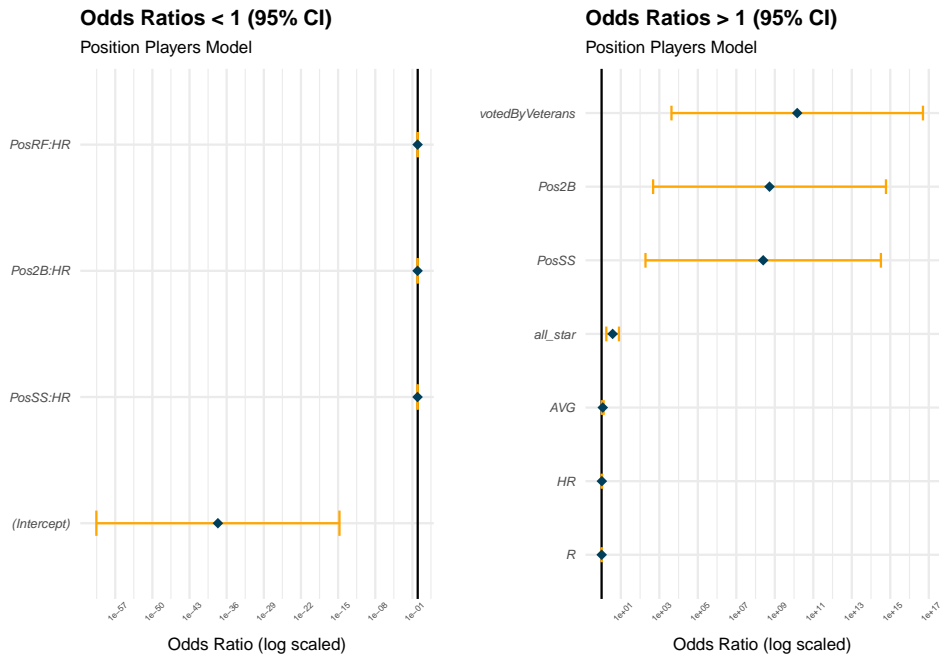 Odds Ratios < 1 (95% CI)
Position Players Model
PosRF:HR
Pos2B:HR
PosSS:HR
(Intercept)
1e−57
1e−50
1e−43
1e−36
1e−29
1e−22
1e−15
1e−08
1e−01
Odds Ratio (log scaled)
Odds Ratios > 1 (95% CI)
Position Players Model
votedByVeterans
Pos2B
PosSS
all_star
AVG
HR
R
1e+01
1e+03
1e+05
1e+07
1e+09
1e+11
1e+13
1e+15
1e+17
Odds Ratio (log scaled)